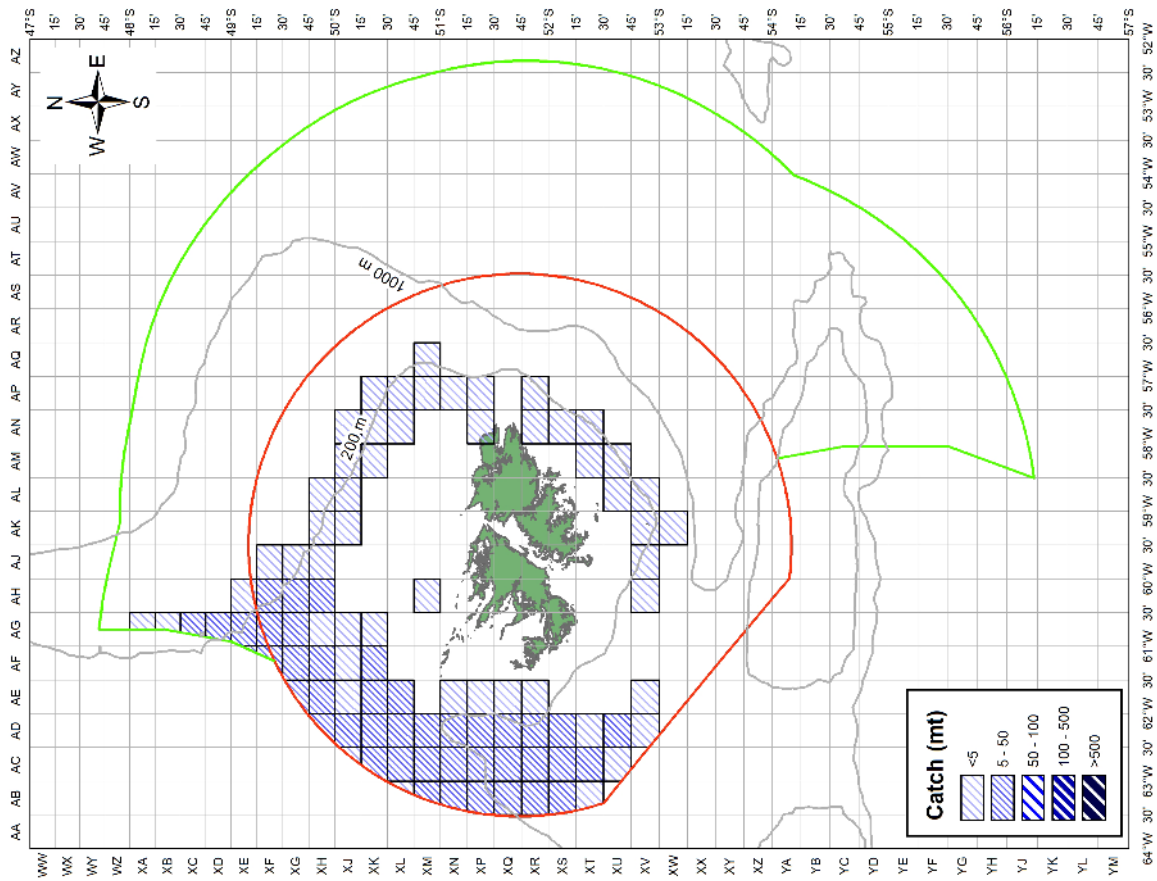 AA AB AC AD AE AF AG AH AJ AK AL AM AN AP AQ AR AS AT AU AV AW AX AY AZ
WW
WX
WY
WZ
XA
XB
XC
XD
XE
XF
XG
XH
XJ
XK
XL
XM
XN
XP
XQ
XR
XS
XT
XU
XV
XW
XX
XY
XZ
YA
YB
YC
YD
YE
YF
YG
YH
YJ
YK
YL
YM
N
W E
S
1000 m
200 m
Catch (mt)
<5
5 - 50
50 - 100
100 - 500
>500
47°S
15'
30'
45'
48°S
15'
30'
45'
49°S
15'
30'
45'
50°S
15'
30'
45'
51°S
15'
30'
45'
52°S
15'
30'
45'
53°S
15'
30'
45'
54°S
15'
30'
45'
55°S
15'
30'
45'
56°S
15'
30'
45'
57°S
64°W 30' 63°W 30' 62°W 30' 61°W 30' 60°W 30' 59°W 30' 58°W 30' 57°W 30' 56°W 30' 55°W 30' 54°W 30' 53°W 30' 52°W